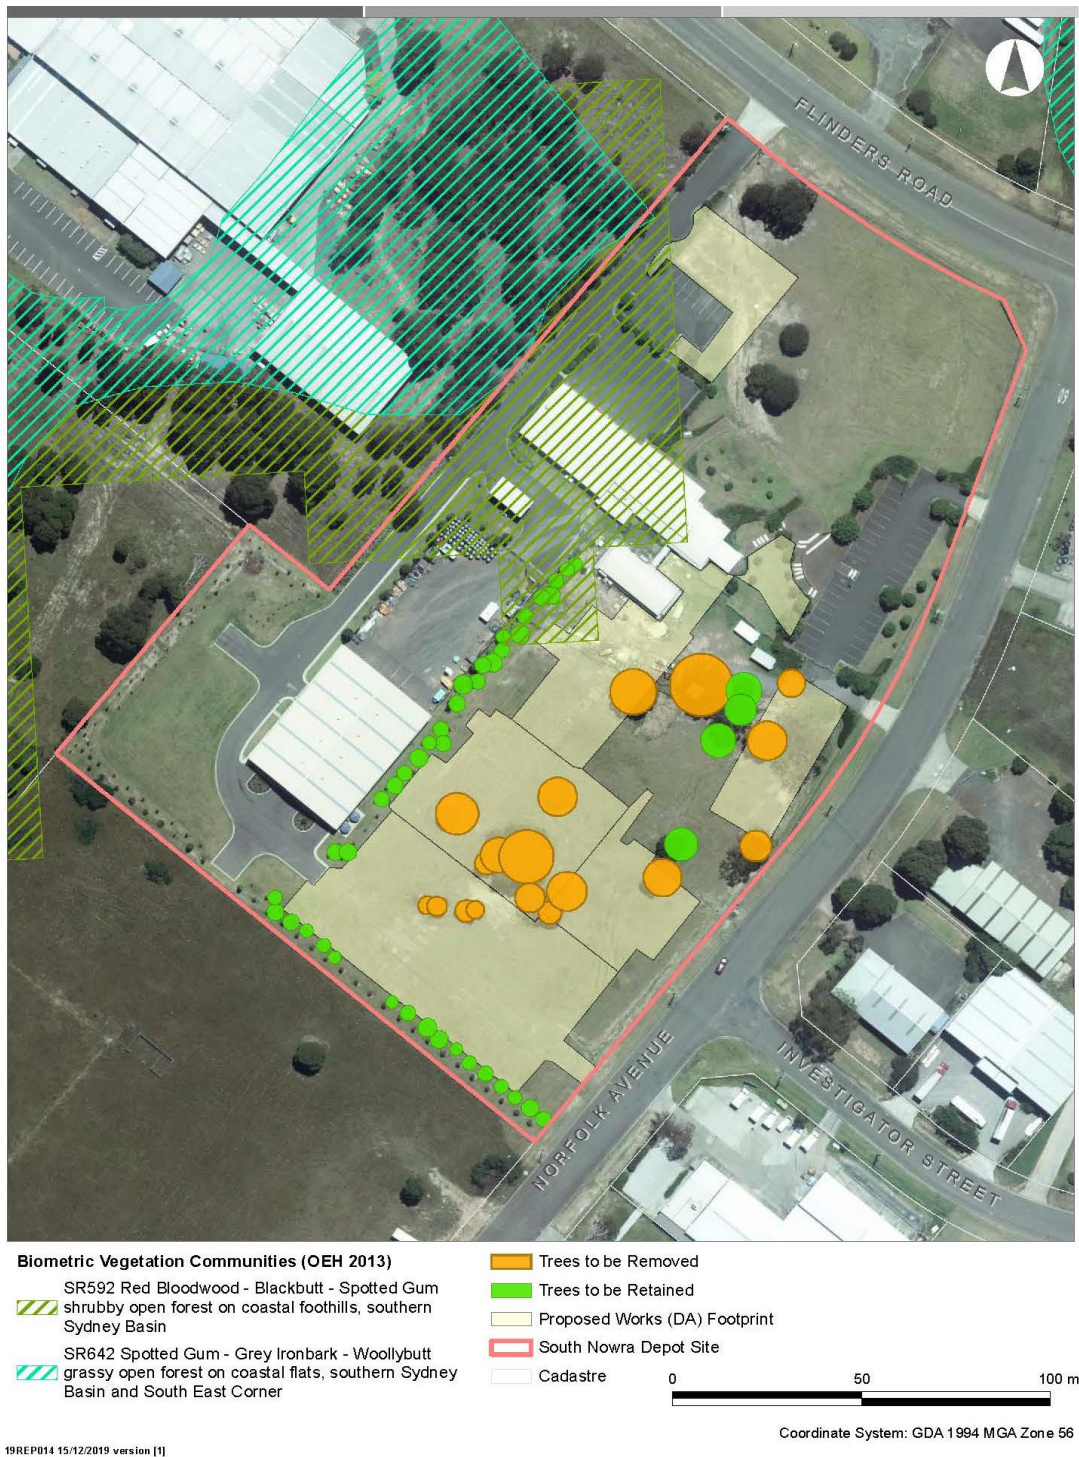 FLINDERS ROAD
NORFOLK AVENUE
INVESTIGATOR STREET
Biometric Vegetation Communities (OEH 2013)
SR592 Red Bloodwood - Blackbutt - Spotted Gum
shrubby open forest on coastal foothills, southern
Sydney Basin
SR642 Spotted Gum - Grey Ironbark - Woollybutt
grassy open forest on coastal flats, southern Sydney
Basin and South East Corner
Trees to be Removed
Trees to be Retained
Proposed Works (DA) Footprint
South Nowra Depot Site
Cadastre
0 50 100 m
Coordinate System: GDA 1994 MGA Zone 56
19REP014 15/12/2019 version [1]